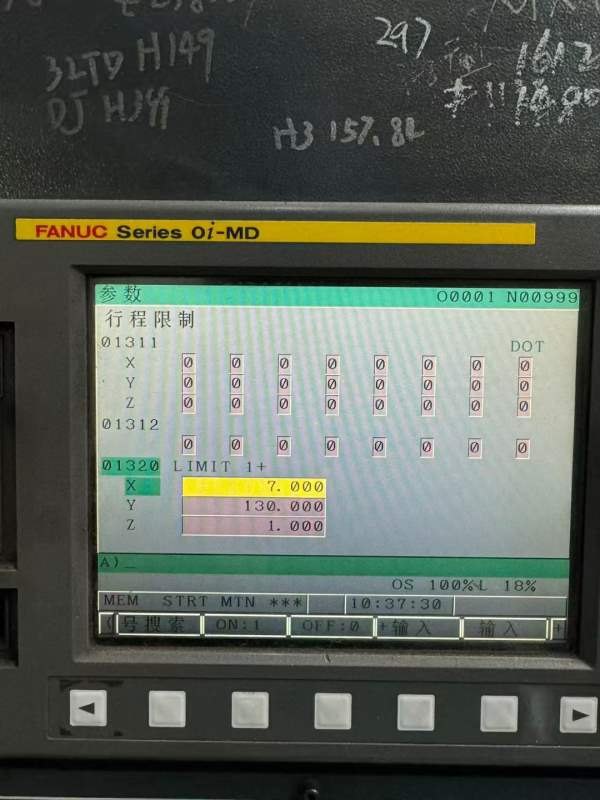 297
3LTD H149
1612
DJ H341
H3 157.82
FANUC Series 0i-MD
参数 O0001 N00999
行程限制
01311 DOT
X 0 0 0 0 0 0 0 0
Y 0 0 0 0 0 0 0 0
Z 0 0 0 0 0 0 0 0
01312
0 0 0 0 0 0 0 0
01320 LIMIT 1+
X 7.000
Y 130.000
Z 1.000
A)_
OS 100% L 18%
MEM STRT MTN *** 10:37:30
(号搜索 ON:1 OFF:0 +输入 输入 +